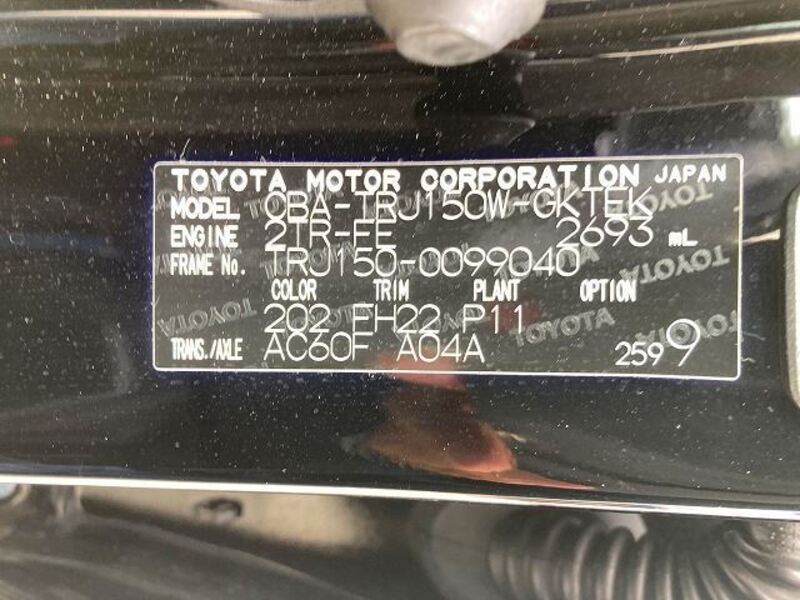 TOYOTA MOTOR CORPORATION JAPAN
MODEL CBA-TRJ150W-GKTEK
ENGINE 2TR-FE 2693 mL
FRAME No. TRJ150-0099040
COLOR TRIM PLANT OPTION
202 FH22 P11
TRANS./AXLE AC60F A04A 259 9